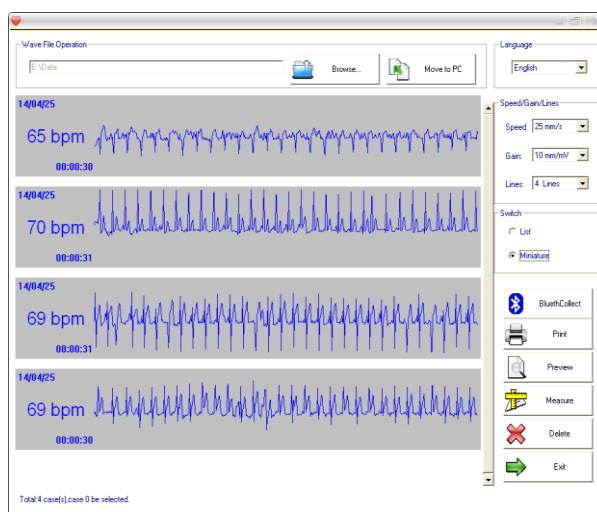 Wave File Operation
E:\Data
Browse...
Move to PC
Language
English
14/04/25
65 bpm
00:00:30
14/04/25
70 bpm
00:00:31
14/04/25
69 bpm
00:00:31
14/04/25
69 bpm
00:00:30
Speed/Gain/Lines
Speed 25 mm/s
Gain: 10 mm/mV
Lines: 4 Lines
Switch
List
Miniature
BluethCollect
Print
Preview
Measure
Delete
Exit
Total:4 case(s),case 0 be selected.